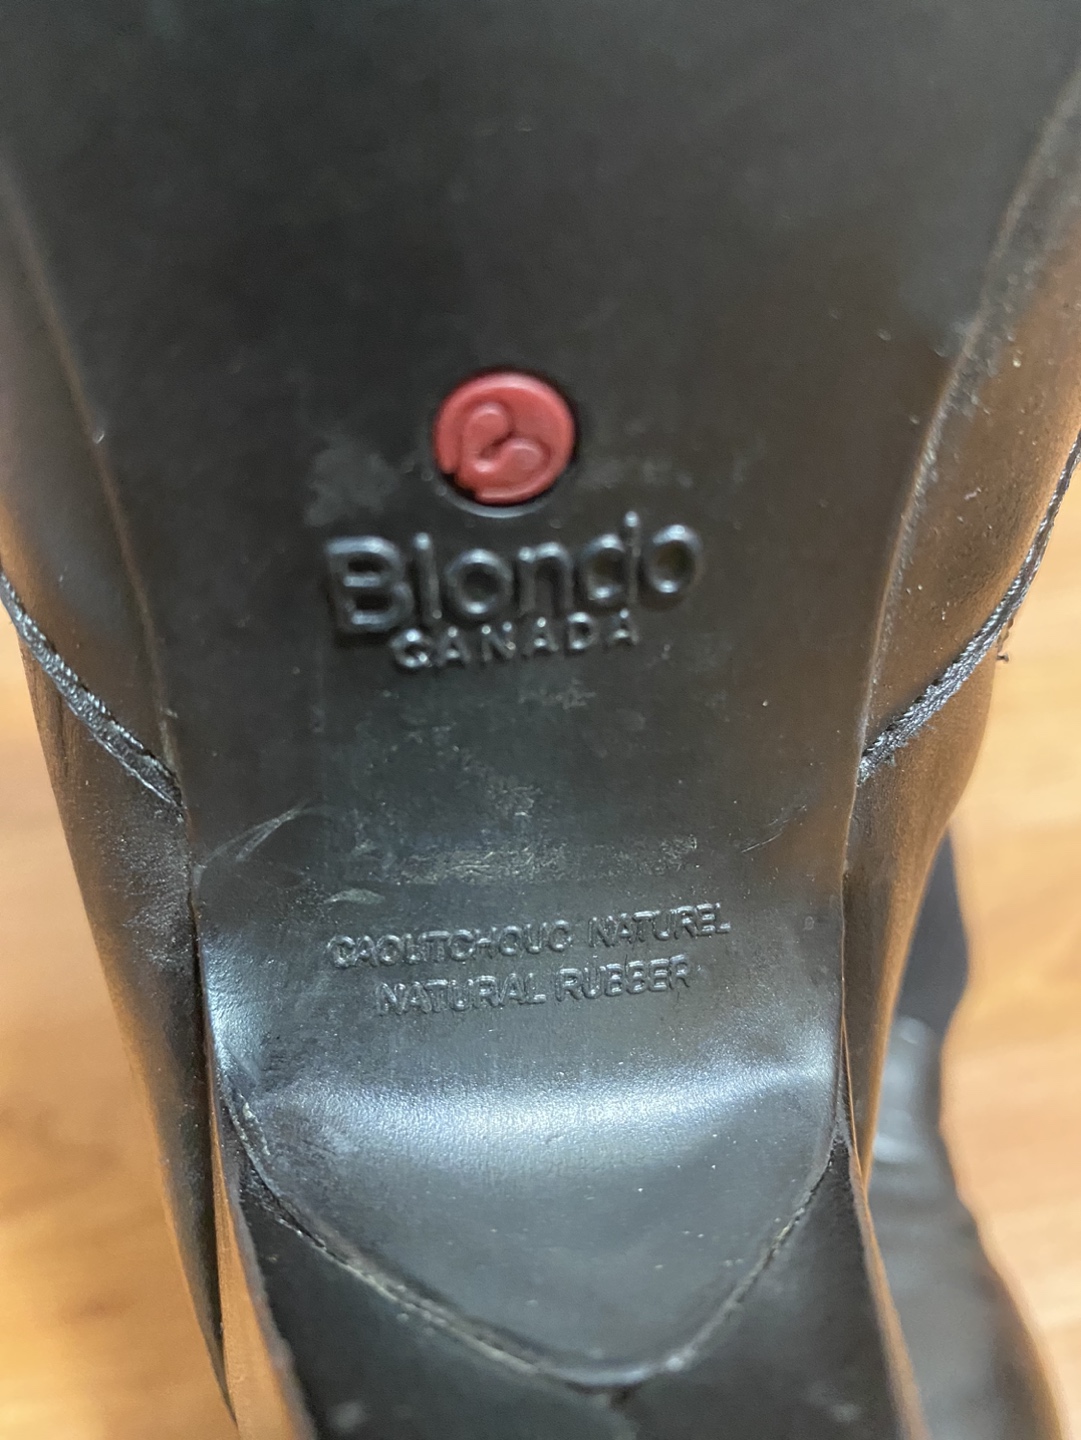 B
Blondo
CANADA
CAOUTCHOUC NATUREL
NATURAL RUBBER